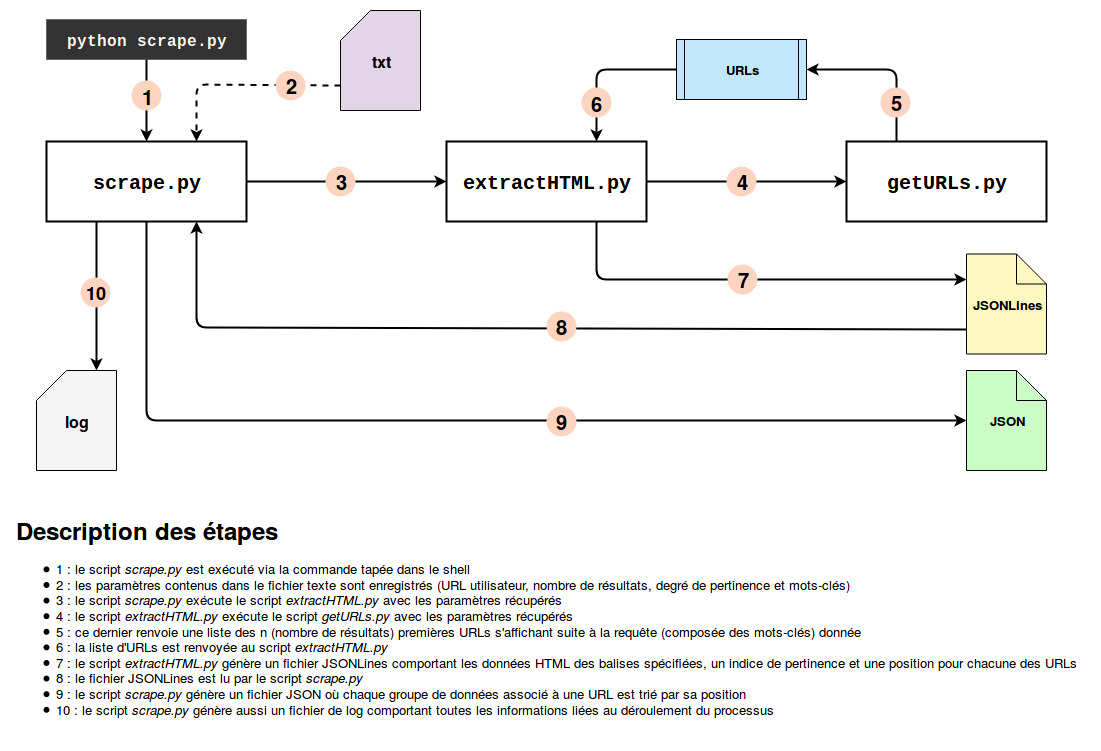 python scrape.py
txt
URLs
1
2
6
5
scrape.py
3
extractHTML.py
4
getURLs.py
7
10
JSONLines
8
log
9
JSON
Description des étapes
• 1 : le script scrape.py est exécuté via la commande tapée dans le shell
• 2 : les paramètres contenus dans le fichier texte sont enregistrés (URL utilisateur, nombre de résultats, degré de pertinence et mots-clés)
• 3 : le script scrape.py exécute le script extractHTML.py avec les paramètres récupérés
• 4 : le script extractHTML.py exécute le script getURLs.py avec les paramètres récupérés
• 5 : ce dernier renvoie une liste des n (nombre de résultats) premières URLs s'affichant suite à la requête (composée des mots-clés) donnée
• 6 : la liste d'URLs est renvoyée au script extractHTML.py
• 7 : le script extractHTML.py génère un fichier JSONLines comportant les données HTML des balises spécifiées, un indice de pertinence et une position pour chacune des URLs
• 8 : le fichier JSONLines est lu par le script scrape.py
• 9 : le script scrape.py génère un fichier JSON où chaque groupe de données associé à une URL est trié par sa position
• 10 : le script scrape.py génère aussi un fichier de log comportant toutes les informations liées au déroulement du processus